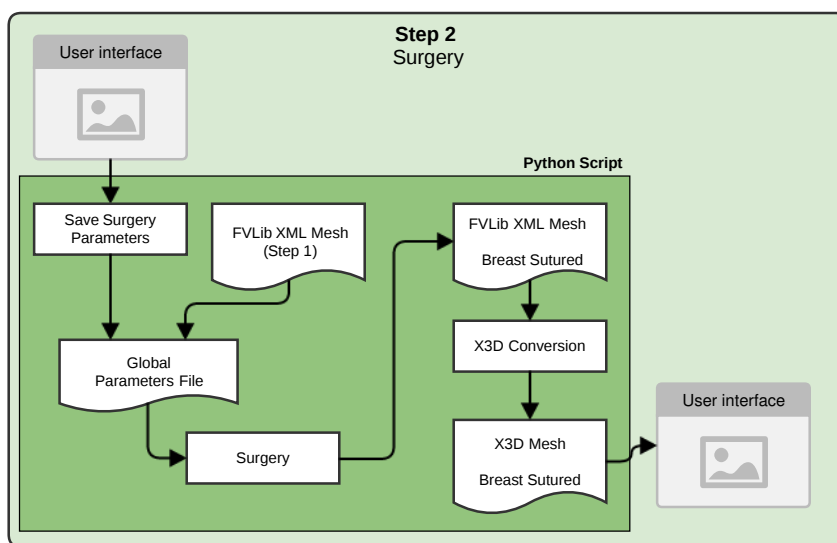 Step 2
Surgery
User interface
Python Script
Save Surgery
Parameters
FVLib XML Mesh
(Step 1)
FVLib XML Mesh
Breast Sutured
Global
Parameters File
X3D Conversion
Surgery
X3D Mesh
Breast Sutured
User interface